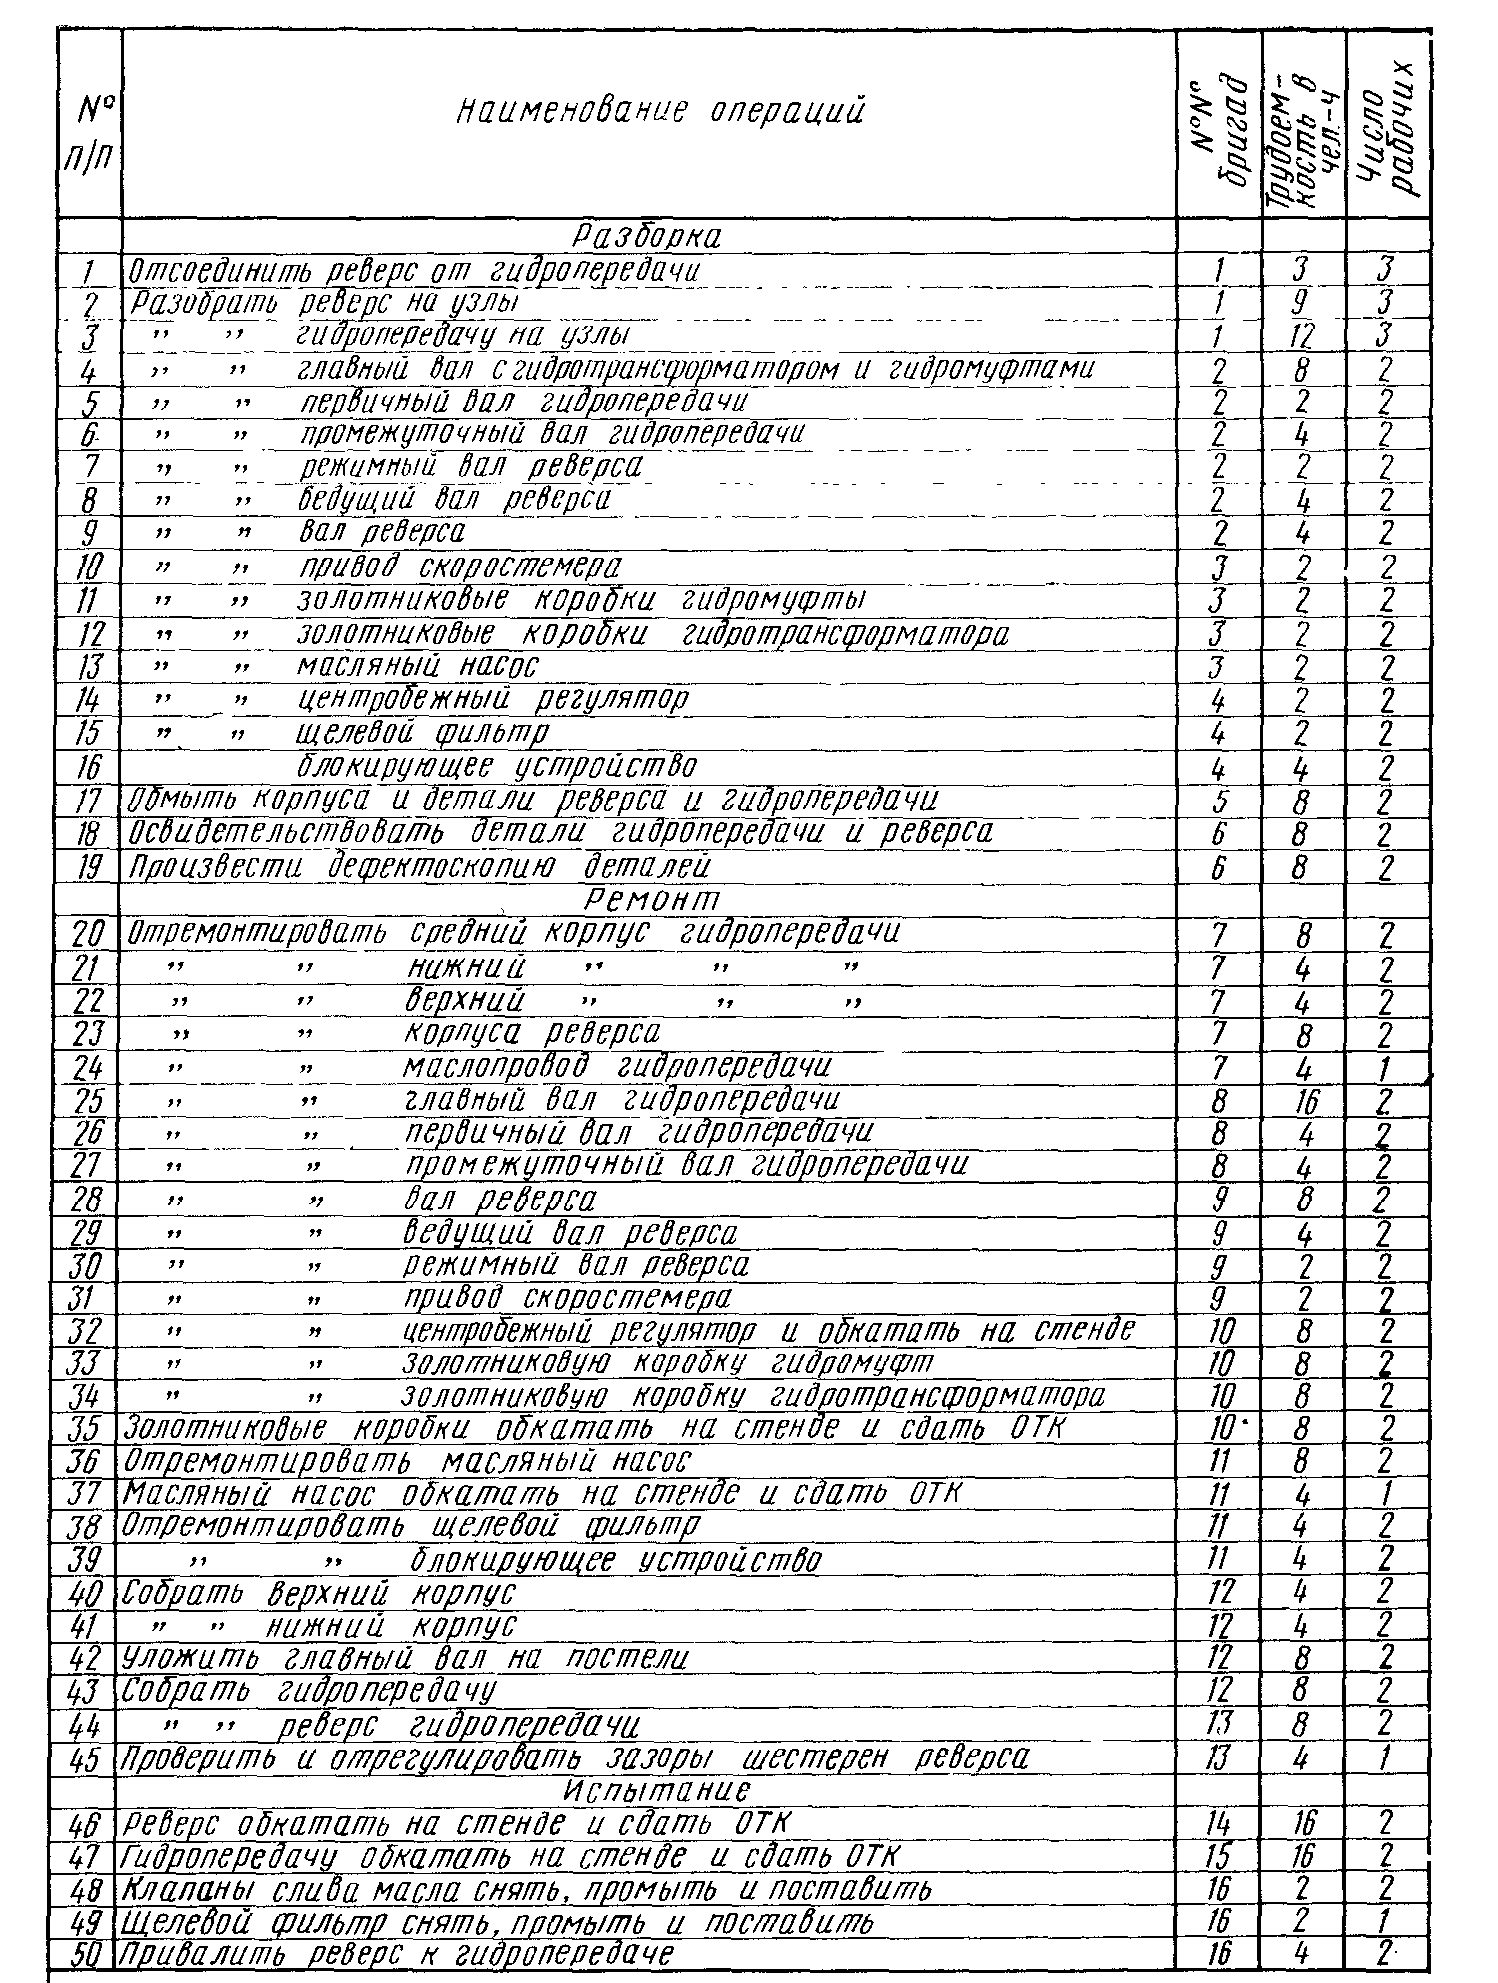 № п/п Наименование операций №№ бригад Трудоем-кость в чел.-ч Число рабочих
Разборка
1 Отсоединить реверс от гидропередачи 1 3 3
2 Разобрать реверс на узлы 1 9 3
3 " " гидропередачу на узлы 1 12 3
4 " " главный вал с гидротрансформатором и гидромуфтами 2 8 2
5 " " первичный вал гидропередачи 2 2 2
6 " " промежуточный вал гидропередачи 2 4 2
7 " " режимный вал реверса 2 2 2
8 " " ведущий вал реверса 2 4 2
9 " " вал реверса 2 4 2
10 " " привод скоростемера 3 2 2
11 " " золотниковые коробки гидромуфты 3 2 2
12 " " золотниковые коробки гидротрансформатора 3 2 2
13 " " масляный насос 3 2 2
14 " " центробежный регулятор 4 2 2
15 " " щелевой фильтр 4 2 2
16 блокирующее устройство 4 4 2
17 Обмыть корпуса и детали реверса и гидропередачи 5 8 2
18 Освидетельствовать детали гидропередачи и реверса 6 8 2
19 Произвести дефектоскопию деталей 6 8 2
Ремонт
20 Отремонтировать средний корпус гидропередачи 7 8 2
21 " " нижний " " " 7 4 2
22 " " верхний " " " 7 4 2
23 " " корпуса реверса 7 8 2
24 " " маслопровод гидропередачи 7 4 1
25 " " главный вал гидропередачи 8 16 2
26 " " первичный вал гидропередачи 8 4 2
27 " " промежуточный вал гидропередачи 8 4 2
28 " " вал реверса 9 8 2
29 " " ведущий вал реверса 9 4 2
30 " " режимный вал реверса 9 2 2
31 " " привод скоростемера 9 2 2
32 " " центробежный регулятор и обкатать на стенде 10 8 2
33 " " золотниковую коробку гидромуфт 10 8 2
34 " " золотниковую коробку гидротрансформатора 10 8 2
35 Золотниковые коробки обкатать на стенде и сдать ОТК 10 8 2
36 Отремонтировать масляный насос 11 8 2
37 Масляный насос обкатать на стенде и сдать ОТК 11 4 1
38 Отремонтировать щелевой фильтр 11 4 2
39 " " блокирующее устройство 11 4 2
40 Собрать верхний корпус 12 4 2
41 " " нижний корпус 12 4 2
42 Уложить главный вал на постели 12 8 2
43 Собрать гидропередачу 12 8 2
44 " " реверс гидропередачи 13 8 2
45 Проверить и отрегулировать зазоры шестерен реверса 13 4 1
Испытание
46 Реверс обкатать на стенде и сдать ОТК 14 16 2
47 Гидропередачу обкатать на стенде и сдать ОТК 15 16 2
48 Клапаны слива масла снять, промыть и поставить 16 2 2
49 Щелевой фильтр снять, промыть и поставить 16 2 1
50 Привалить реверс к гидропередаче 16 4 2